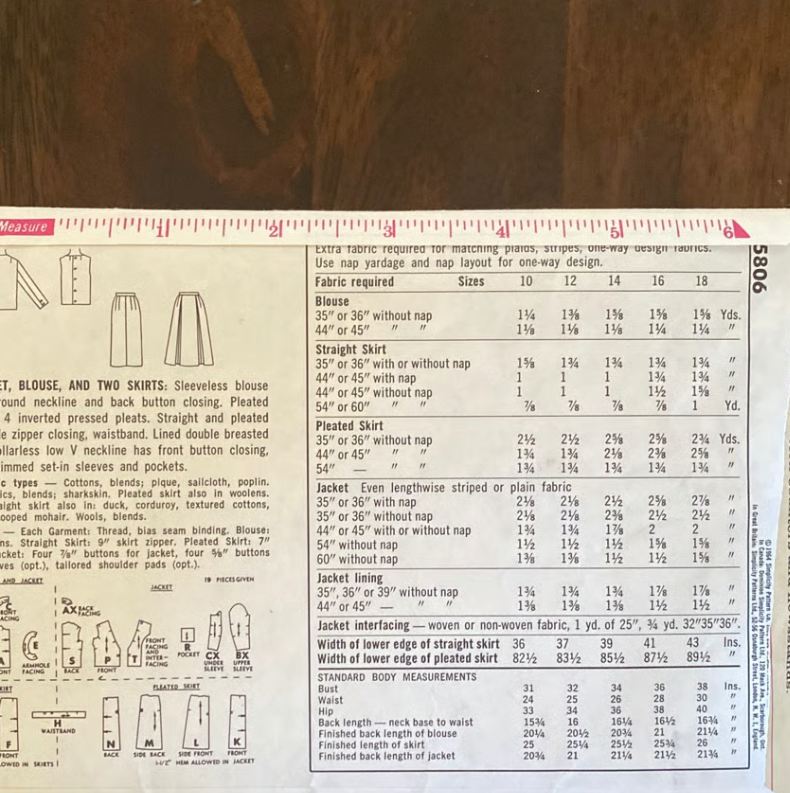 Measure 1 2 3 4 5 6
5806
Extra fabric required for matching plaids, stripes, one-way design fabrics.
Use nap yardage and nap layout for one-way design.
Fabric required Sizes 10 12 14 16 18
Blouse
35" or 36" without nap 1¼ 1⅜ 1⅝ 1⅝ 1⅝ Yds.
44" or 45" " " 1⅛ 1⅛ 1⅛ 1¼ 1¼ "
Straight Skirt
35" or 36" with or without nap 1⅝ 1¾ 1¾ 1¾ 1¾ "
44" or 45" with nap 1 1 1 1¾ 1¾ "
44" or 45" without nap 1 1 1 1½ 1⅝ "
54" or 60" " " ⅞ ⅞ ⅞ ⅞ 1 Yd.
Pleated Skirt
35" or 36" without nap 2½ 2½ 2⅝ 2⅝ 2¾ Yds.
44" or 45" " " 1¾ 1¾ 2⅛ 2⅜ 2⅝ "
54" — " " 1¾ 1¾ 1¾ 1¾ 1¾ "
Jacket Even lengthwise striped or plain fabric
35" or 36" with nap 2⅛ 2⅛ 2½ 2⅝ 2⅞ "
35" or 36" without nap 2⅛ 2⅛ 2⅜ 2½ 2½ "
44" or 45" with or without nap 1¾ 1¾ 1⅞ 2 2 "
54" without nap 1½ 1½ 1½ 1⅝ 1⅝ "
60" without nap 1⅜ 1⅜ 1½ 1½ 1⅝ "
Jacket lining
35", 36" or 39" without nap 1¾ 1¾ 1¾ 1⅞ 1⅞ "
44" or 45" — " " 1⅜ 1⅜ 1⅜ 1½ 1½ "
Jacket interfacing — woven or non-woven fabric, 1 yd. of 25", ¾ yd. 32"35"36".
Width of lower edge of straight skirt 36 37 39 41 43 Ins.
Width of lower edge of pleated skirt 82½ 83½ 85½ 87½ 89½ "
STANDARD BODY MEASUREMENTS
Bust 31 32 34 36 38 Ins.
Waist 24 25 26 28 30 "
Hip 33 34 36 38 40 "
Back length — neck base to waist 15¾ 16 16¼ 16½ 16¾ "
Finished back length of blouse 20¼ 20½ 20¾ 21 21¼ "
Finished length of skirt 25 25¼ 25½ 25¾ 26 "
Finished back length of jacket 20¾ 21 21¼ 21½ 21¾ "
ET, BLOUSE, AND TWO SKIRTS: Sleeveless blouse
ound neckline and back button closing. Pleated
4 inverted pressed pleats. Straight and pleated
e zipper closing, waistband. Lined double breasted
ollarless low V neckline has front button closing,
immed set-in sleeves and pockets.
c types — Cottons, blends; pique, sailcloth, poplin.
ics, blends; sharkskin. Pleated skirt also in woolens.
aight skirt also in: duck, corduroy, textured cottons,
ooped mohair. Wools, blends.
— Each Garment: Thread, bias seam binding. Blouse:
ns. Straight Skirt: 9" skirt zipper. Pleated Skirt: 7"
cket: Four ⅞" buttons for jacket, four ⅝" buttons
ves (opt.), tailored shoulder pads (opt.).
AND JACKET
JACKET
19 PIECES GIVEN
C
FRONT FACING
AX BACK FACING
A
E
ARMHOLE FACING
S
BACK
P
FRONT
T
FRONT FACING AND INTER-FACING
R
POCKET
CX
UNDER SLEEVE
BX
UPPER SLEEVE
KIRT
PLEATED SKIRT
F
FRONT
H
WAISTBAND
N
BACK
M
SIDE BACK
L
SIDE FRONT
K
FRONT
LOWED IN SKIRTS
1-1/2" HEM ALLOWED IN JACKET
© 1964 Simplicity Pattern Co.